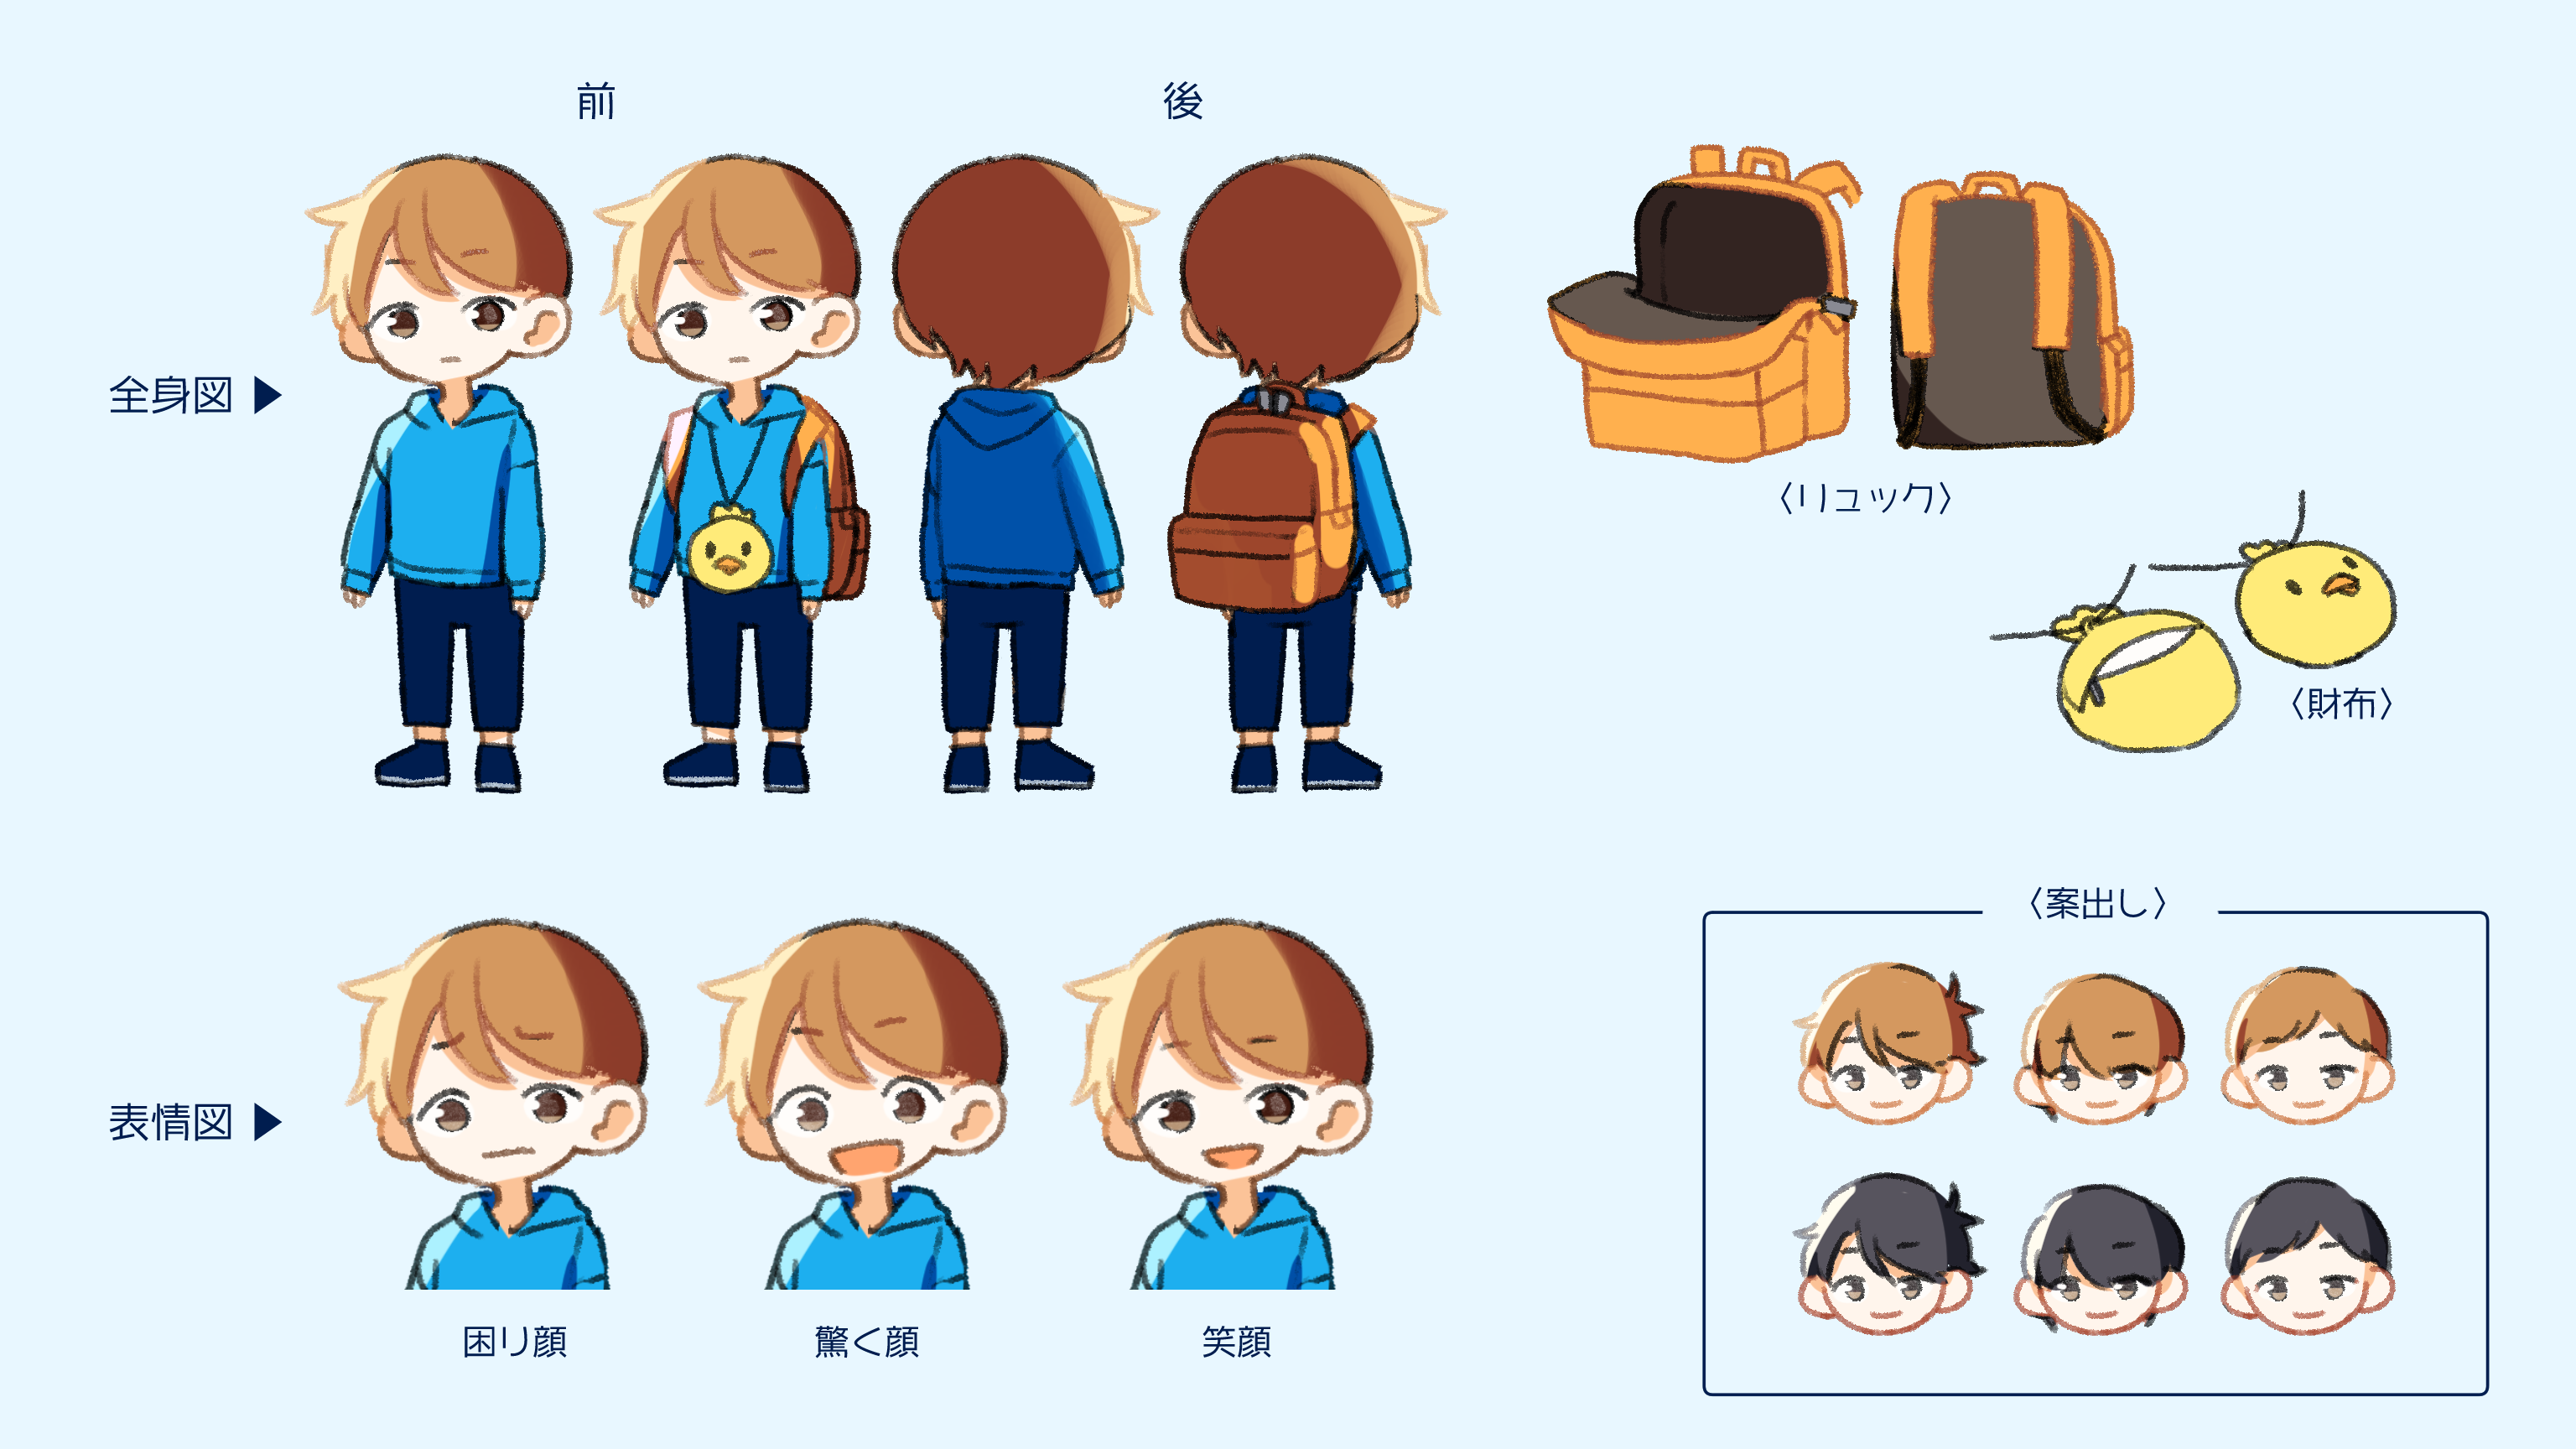 前
後
全身図 ▶
〈リュック〉
〈財布〉
〈案出し〉
表情図 ▶
困り顔
驚く顔
笑顔